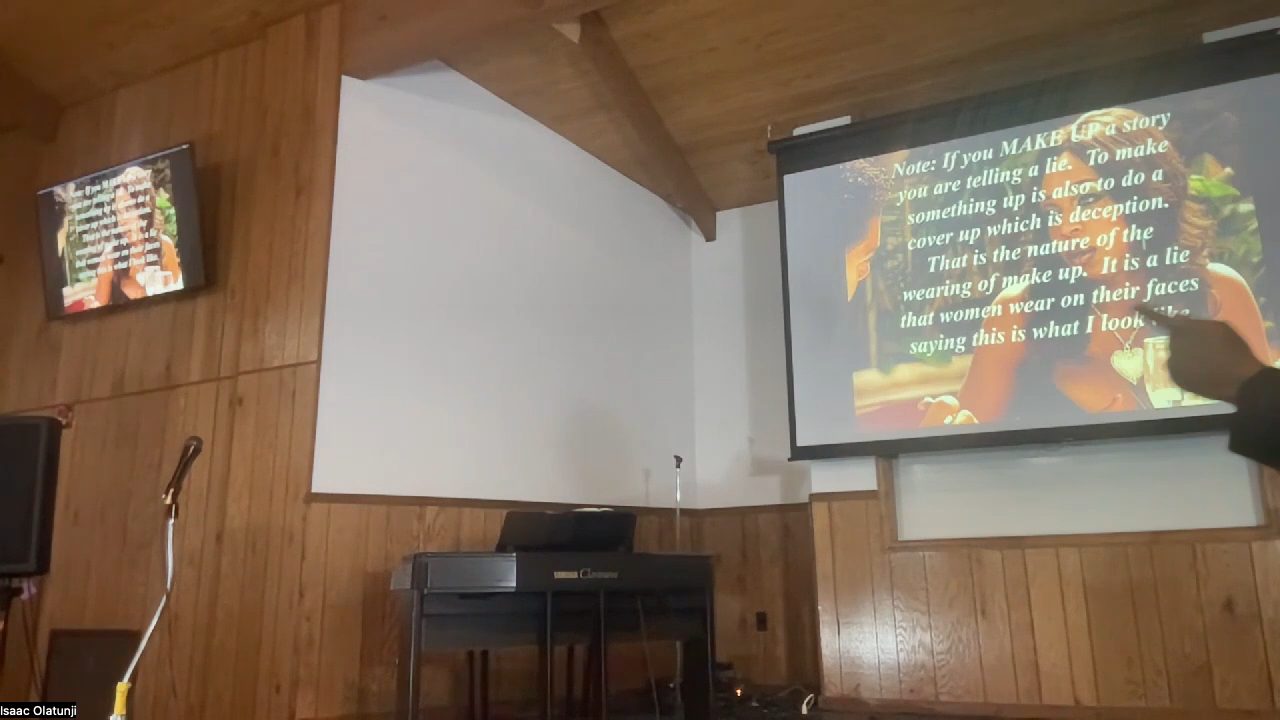 Note: If you MAKE UP a story
you are telling a lie. To make
something up is also to do a
cover up which is deception.
That is the nature of the
wearing of make up. It is a lie
that women wear on their faces
saying this is what I look like
Isaac Olatunji